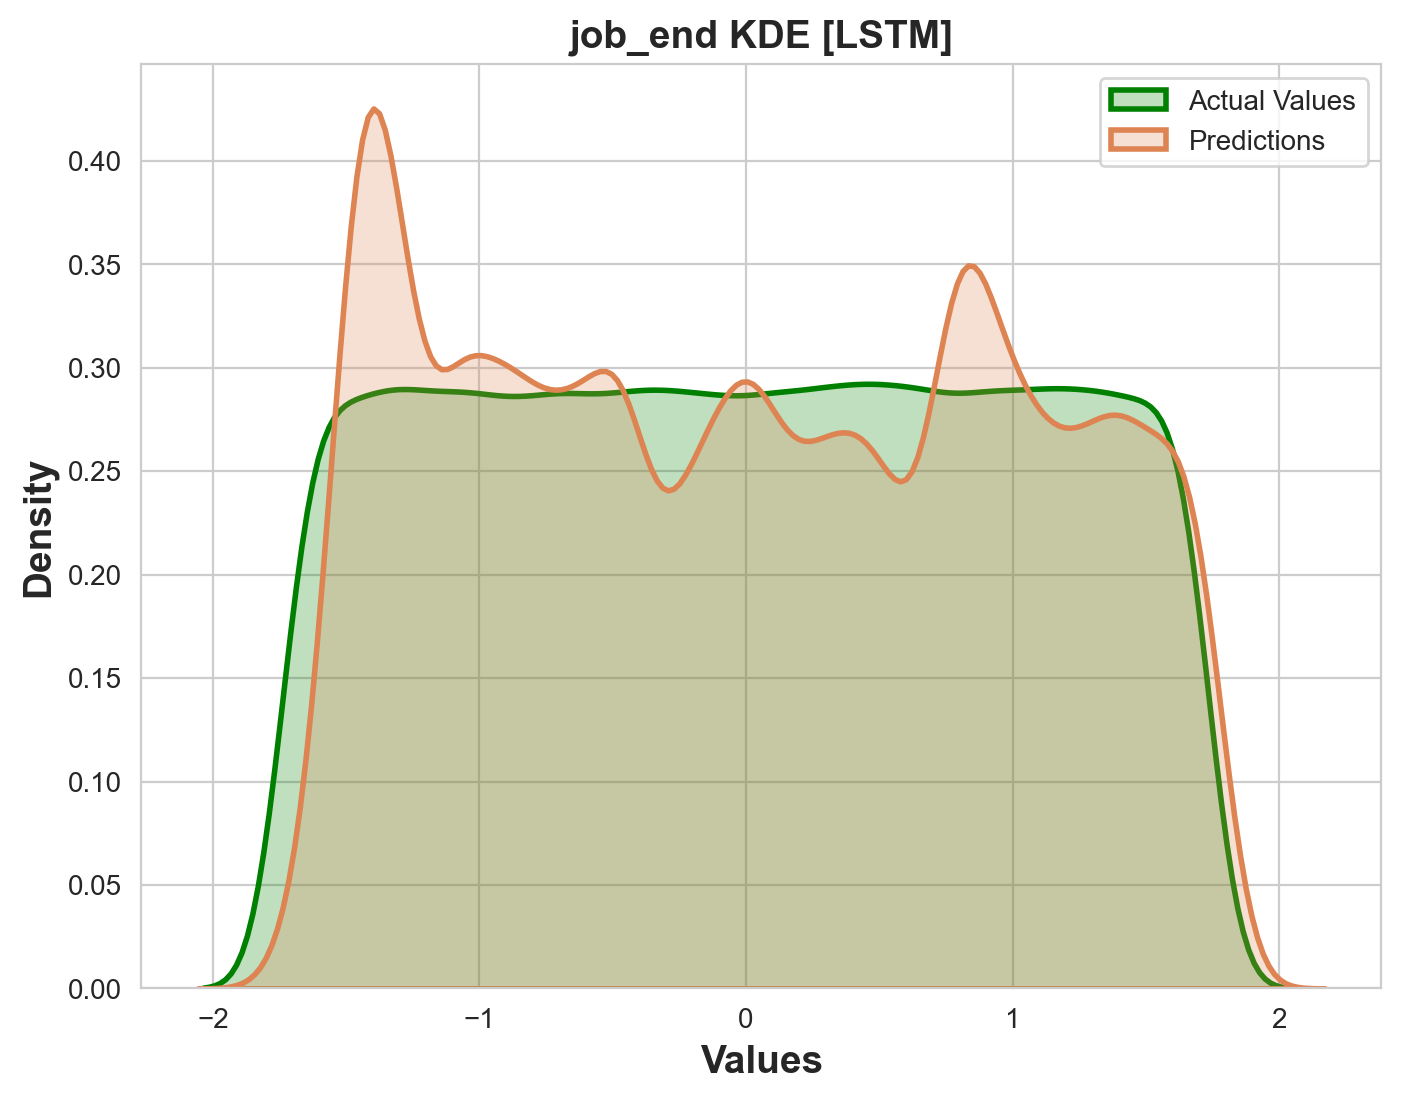 job_end KDE [LSTM]
Actual Values
Predictions
Density
0.40
0.35
0.30
0.25
0.20
0.15
0.10
0.05
0.00
−2 −1 0 1 2
Values